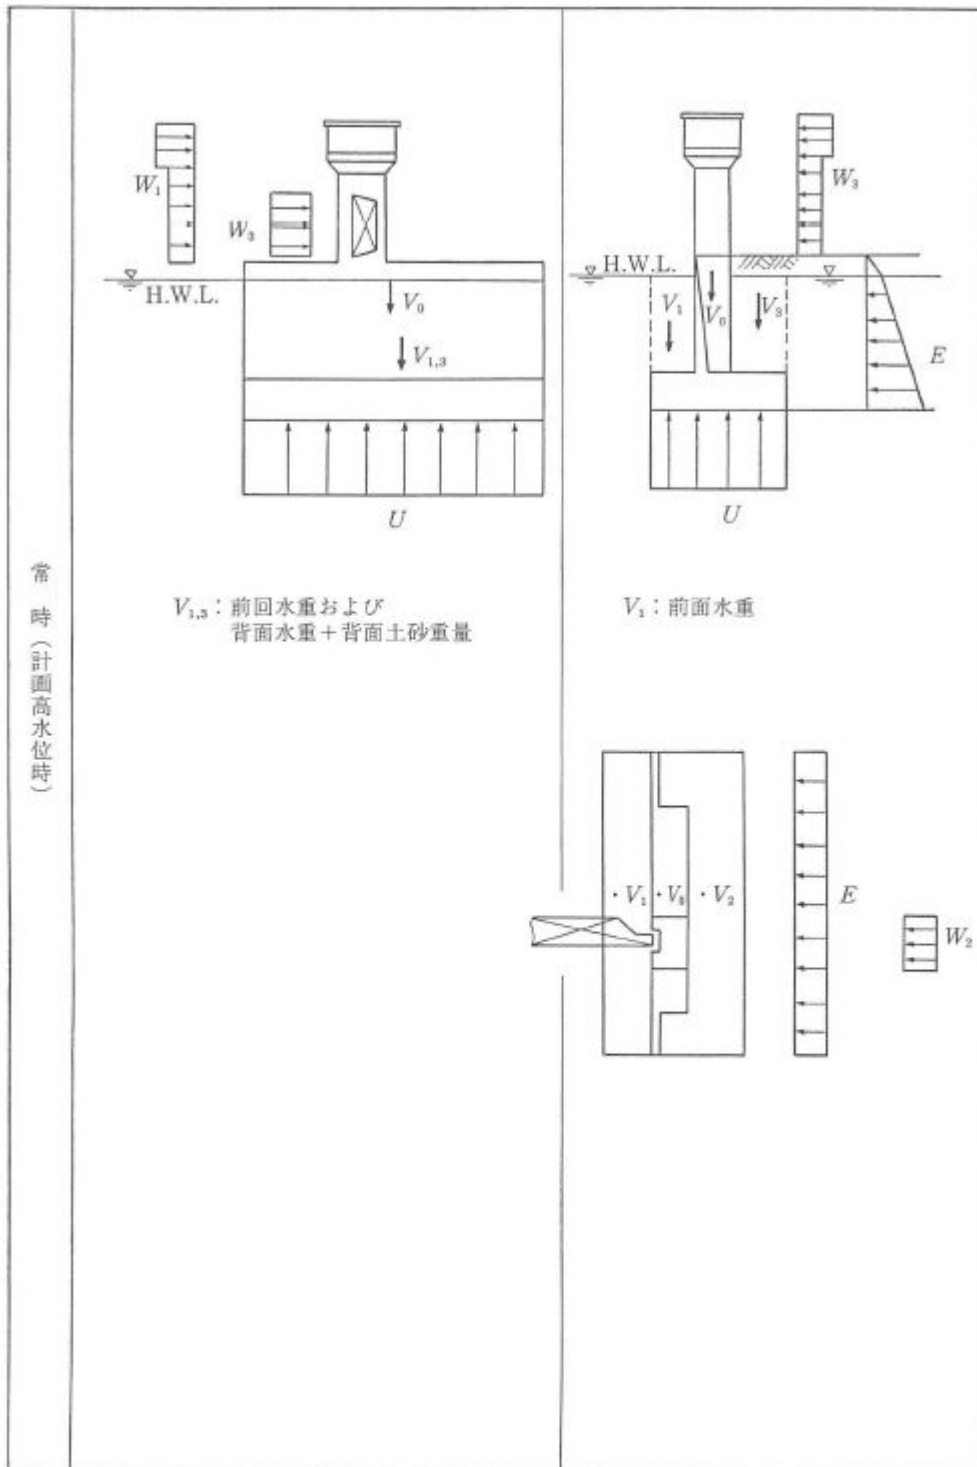 常時（計画高水位時）
W₁
W₃
H.W.L.
V₀
V₁,₃
U
V₁,₃：前回水重および
背面水重＋背面土砂重量
W₃
H.W.L.
V₁
V₀
V₃
E
U
V₁：前面水重
・V₁
・V₀
・V₂
E
W₂